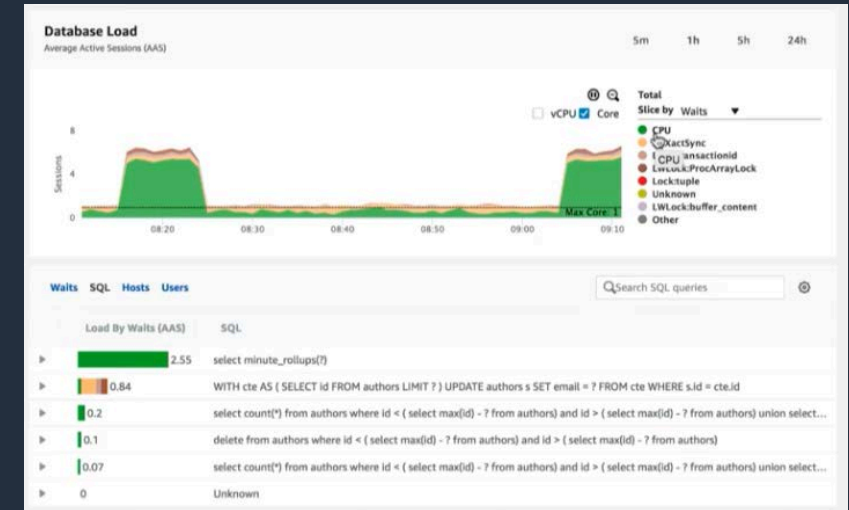 Database Load
Average Active Sessions (AAS)
5m 1h 5h 24h
vCPU Core
Total
Slice by Waits
CPU
XactSync
CPU ansactionid
LWLock:ProcArrayLock
Lock:tuple
Unknown
LWLock:buffer_content
Other
Sessions
8
4
0
Max Core: 1
08:20 08:30 08:40 08:50 09:00 09:10
Waits SQL Hosts Users
Search SQL queries
Load By Waits (AAS) SQL
2.55 select minute_rollups(?)
0.84 WITH cte AS ( SELECT id FROM authors LIMIT ? ) UPDATE authors s SET email = ? FROM cte WHERE s.id = cte.id
0.2 select count(*) from authors where id < ( select max(id) - ? from authors) and id > ( select max(id) - ? from authors) union select...
0.1 delete from authors where id < ( select max(id) - ? from authors) and id > ( select max(id) - ? from authors)
0.07 select count(*) from authors where id < ( select max(id) - ? from authors) and id > ( select max(id) - ? from authors) union select...
0 Unknown